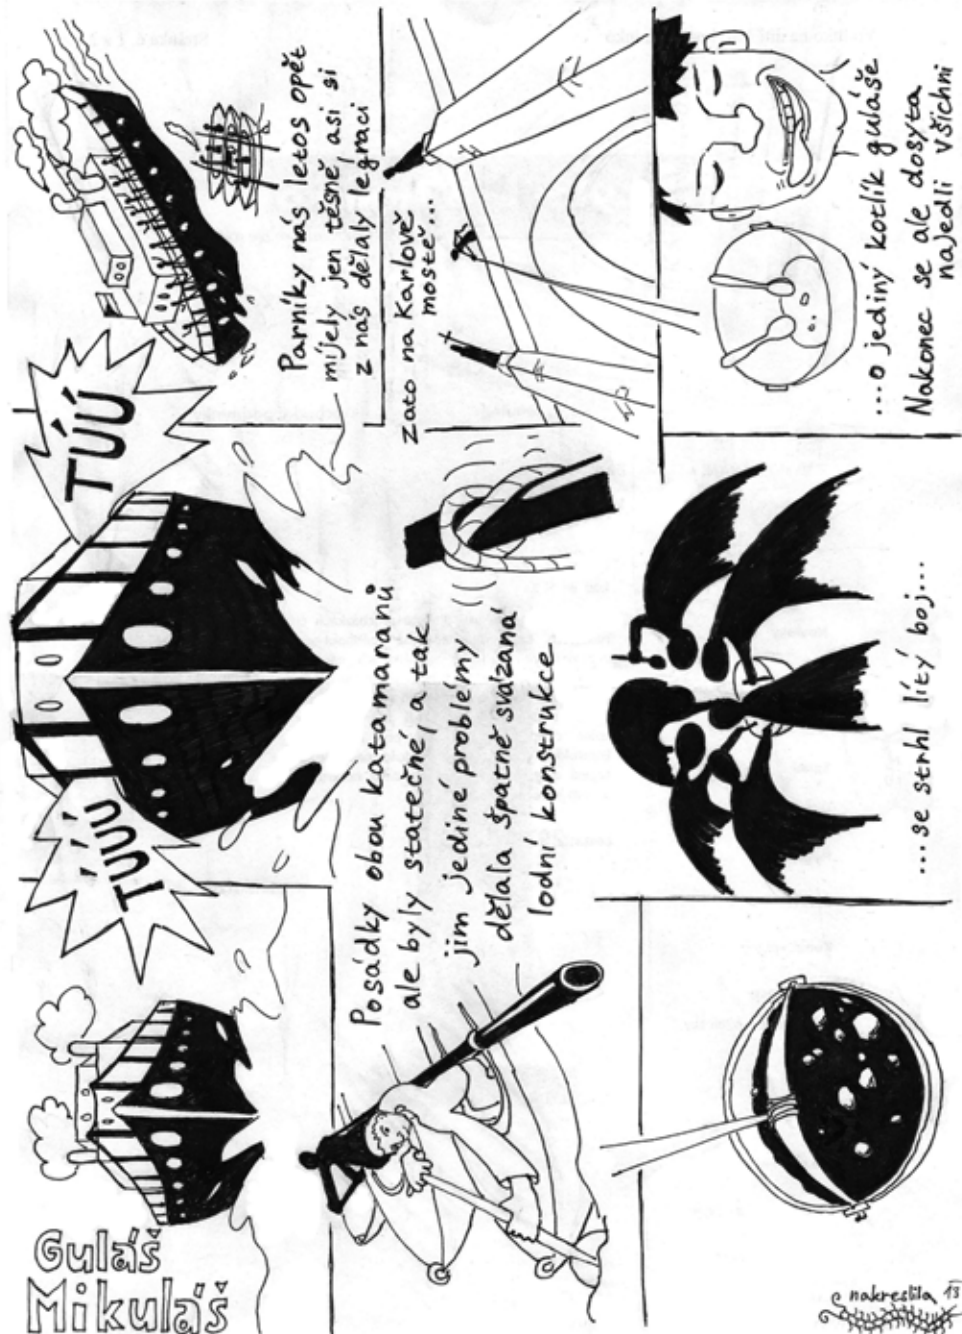 Guláš
Mikuláš
TÚÚÚ
TÚÚ
Parníky nás letos opět
míjely jen těsně, asi si
z nás dělaly legraci
Posádky obou katamaranů
ale byly statečné, a tak
jim jediné problémy
dělala špatně svázaná
lodní konstrukce
Zato na Karlově
mostě...
...se strhl lítý boj...
...o jediný kotlík guláše
Nakonec se ale dosyta
najedli všichni
nakreslila 13